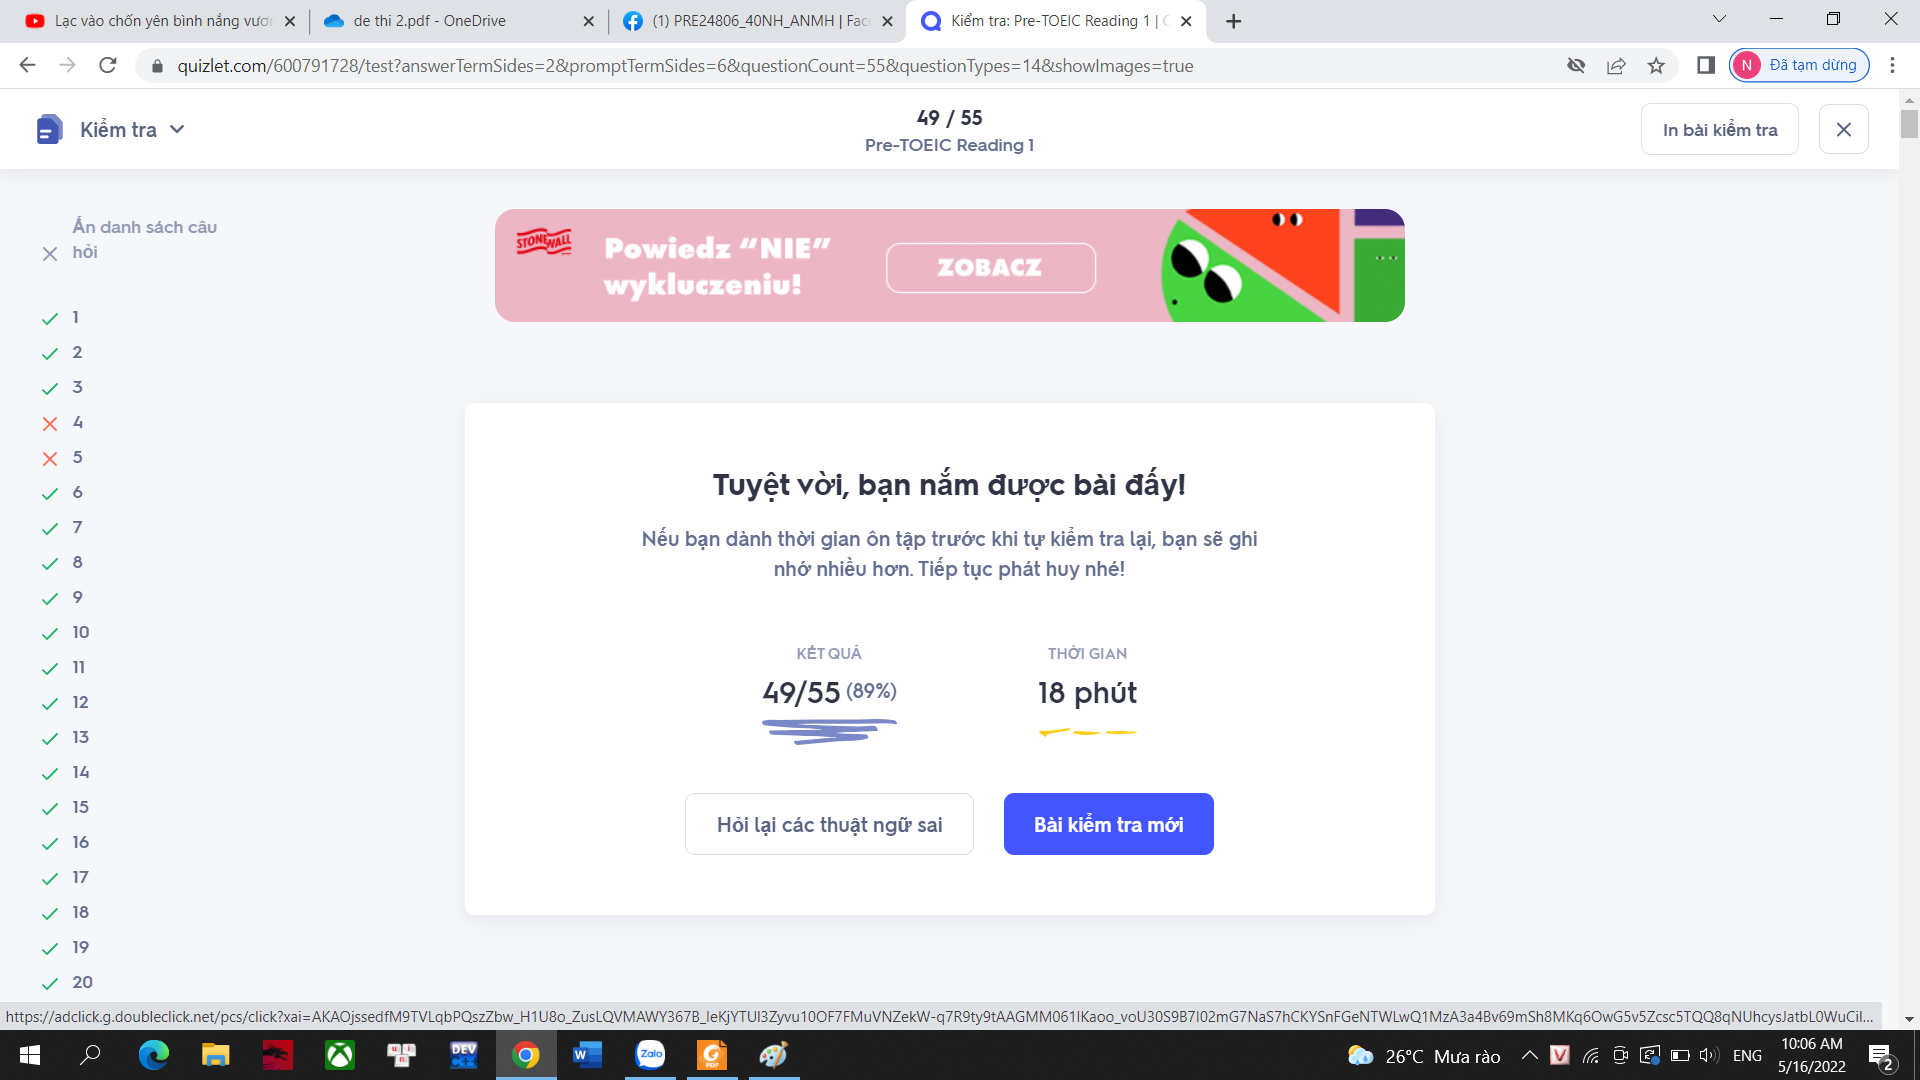 Lạc vào chốn yên bình nắng vươn
de thi 2.pdf - OneDrive
(1) PRE24806_40NH_ANMH | Face
Kiểm tra: Pre-TOEIC Reading 1 |
quizlet.com/600791728/test?answerTermSides=2&promptTermSides=6&questionCount=55&questionTypes=14&showImages=true
N
Đã tạm dừng
Kiểm tra
49 / 55
Pre-TOEIC Reading 1
In bài kiểm tra
Ẩn danh sách câu
hỏi
1
2
3
4
5
6
7
8
9
10
11
12
13
14
15
16
17
18
19
20
STONEWALL
Powiedz “NIE”
wykluczeniu!
ZOBACZ
Tuyệt vời, bạn nắm được bài đấy!
Nếu bạn dành thời gian ôn tập trước khi tự kiểm tra lại, bạn sẽ ghi
nhớ nhiều hơn. Tiếp tục phát huy nhé!
KẾT QUẢ
49/55 (89%)
THỜI GIAN
18 phút
Hỏi lại các thuật ngữ sai
Bài kiểm tra mới
https://adclick.g.doubleclick.net/pcs/click?xai=
DEV
C++
W
Zalo
PDF
26°C Mưa rào
V
ENG
10:06 AM
5/16/2022
2